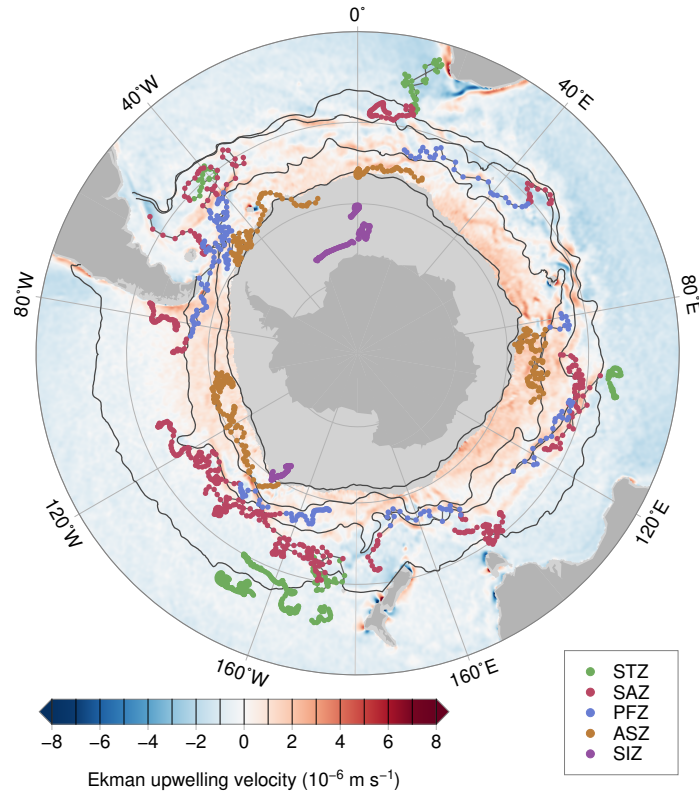 0°
40°W
40°E
80°W
80°E
120°W
120°E
160°W
160°E
STZ
SAZ
PFZ
ASZ
SIZ
−8 −6 −4 −2 0 2 4 6 8
Ekman upwelling velocity (10⁻⁶ m s⁻¹)